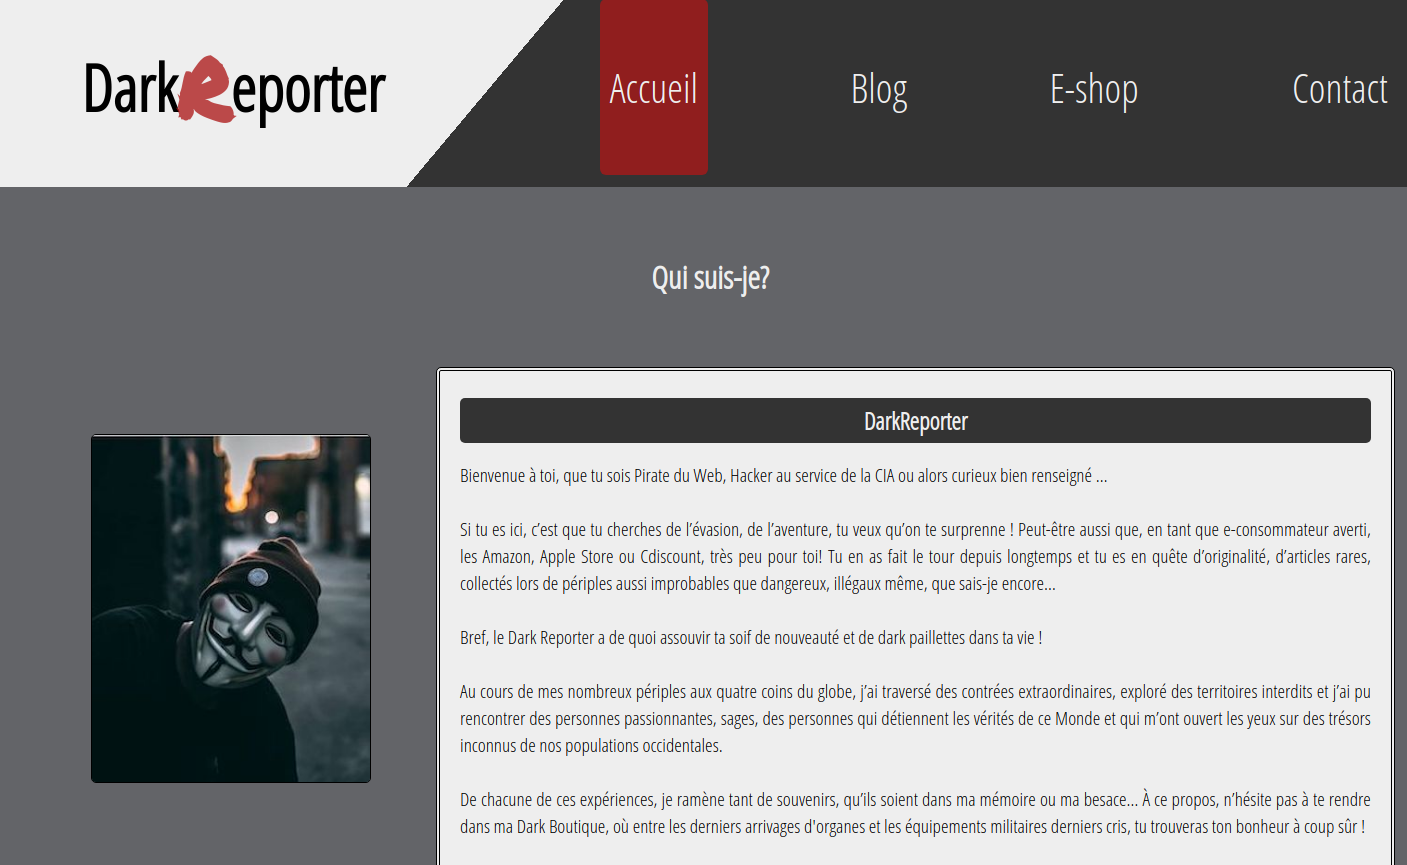 DarkReporter
Accueil
Blog
E-shop
Contact
Qui suis-je?
DarkReporter
Bienvenue à toi, que tu sois Pirate du Web, Hacker au service de la CIA ou alors curieux bien renseigné ...
Si tu es ici, c’est que tu cherches de l’évasion, de l’aventure, tu veux qu’on te surprenne ! Peut-être aussi que, en tant que e-consommateur averti,
les Amazon, Apple Store ou Cdiscount, très peu pour toi! Tu en as fait le tour depuis longtemps et tu es en quête d’originalité, d’articles rares,
collectés lors de périples aussi improbables que dangereux, illégaux même, que sais-je encore…
Bref, le Dark Reporter a de quoi assouvir ta soif de nouveauté et de dark paillettes dans ta vie !
Au cours de mes nombreux périples aux quatre coins du globe, j’ai traversé des contrées extraordinaires, exploré des territoires interdits et j’ai pu
rencontrer des personnes passionnantes, sages, des personnes qui détiennent les vérités de ce Monde et qui m’ont ouvert les yeux sur des trésors
inconnus de nos populations occidentales.
De chacune de ces expériences, je ramène tant de souvenirs, qu’ils soient dans ma mémoire ou ma besace… À ce propos, n’hésite pas à te rendre
dans ma Dark Boutique, où entre les derniers arrivages d'organes et les équipements militaires derniers cris, tu trouveras ton bonheur à coup sûr !